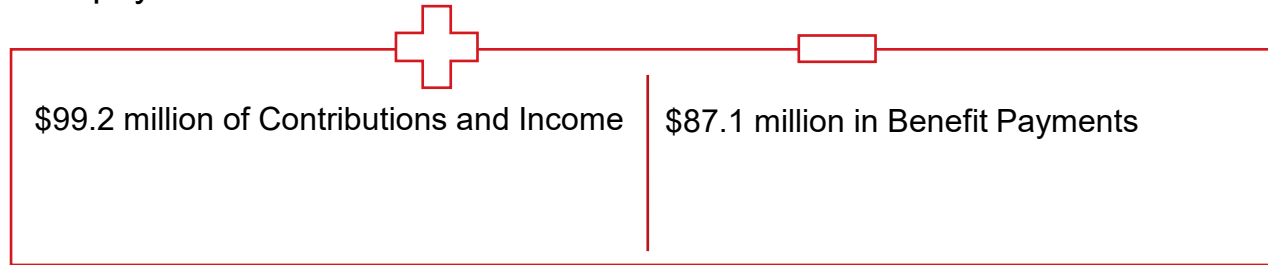 $99.2 million of Contributions and Income
$87.1 million in Benefit Payments